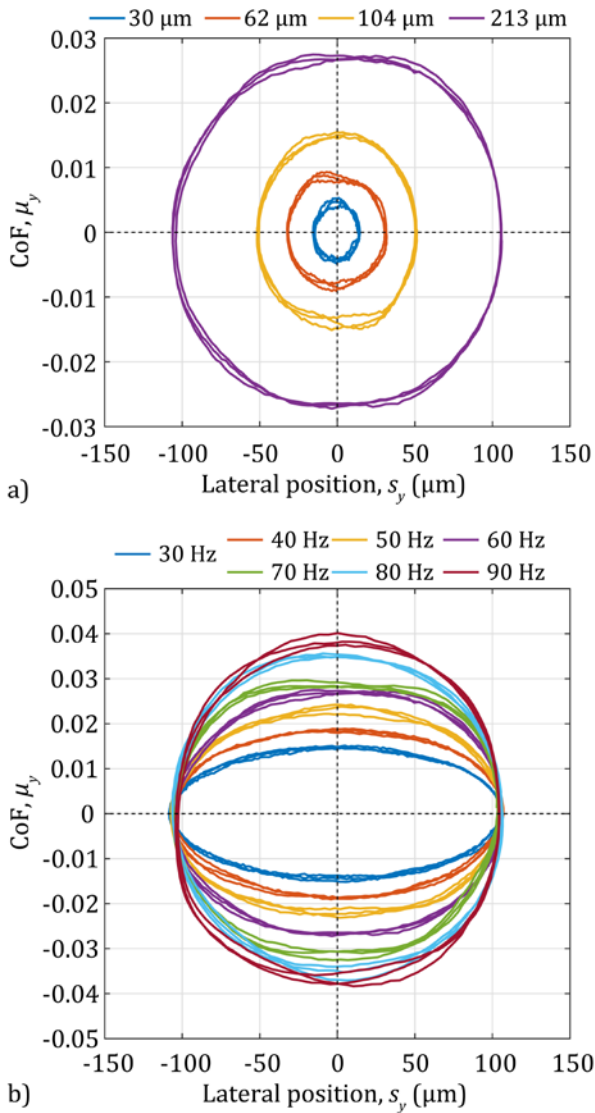 30 μm 62 μm 104 μm 213 μm
0.03
0.02
0.01
0
-0.01
-0.02
-0.03
CoF, μy
-150 -100 -50 0 50 100 150
Lateral position, sy (μm)
a)
30 Hz 40 Hz 50 Hz 60 Hz
70 Hz 80 Hz 90 Hz
0.05
0.04
0.03
0.02
0.01
0
-0.01
-0.02
-0.03
-0.04
-0.05
CoF, μy
-150 -100 -50 0 50 100 150
Lateral position, sy (μm)
b)